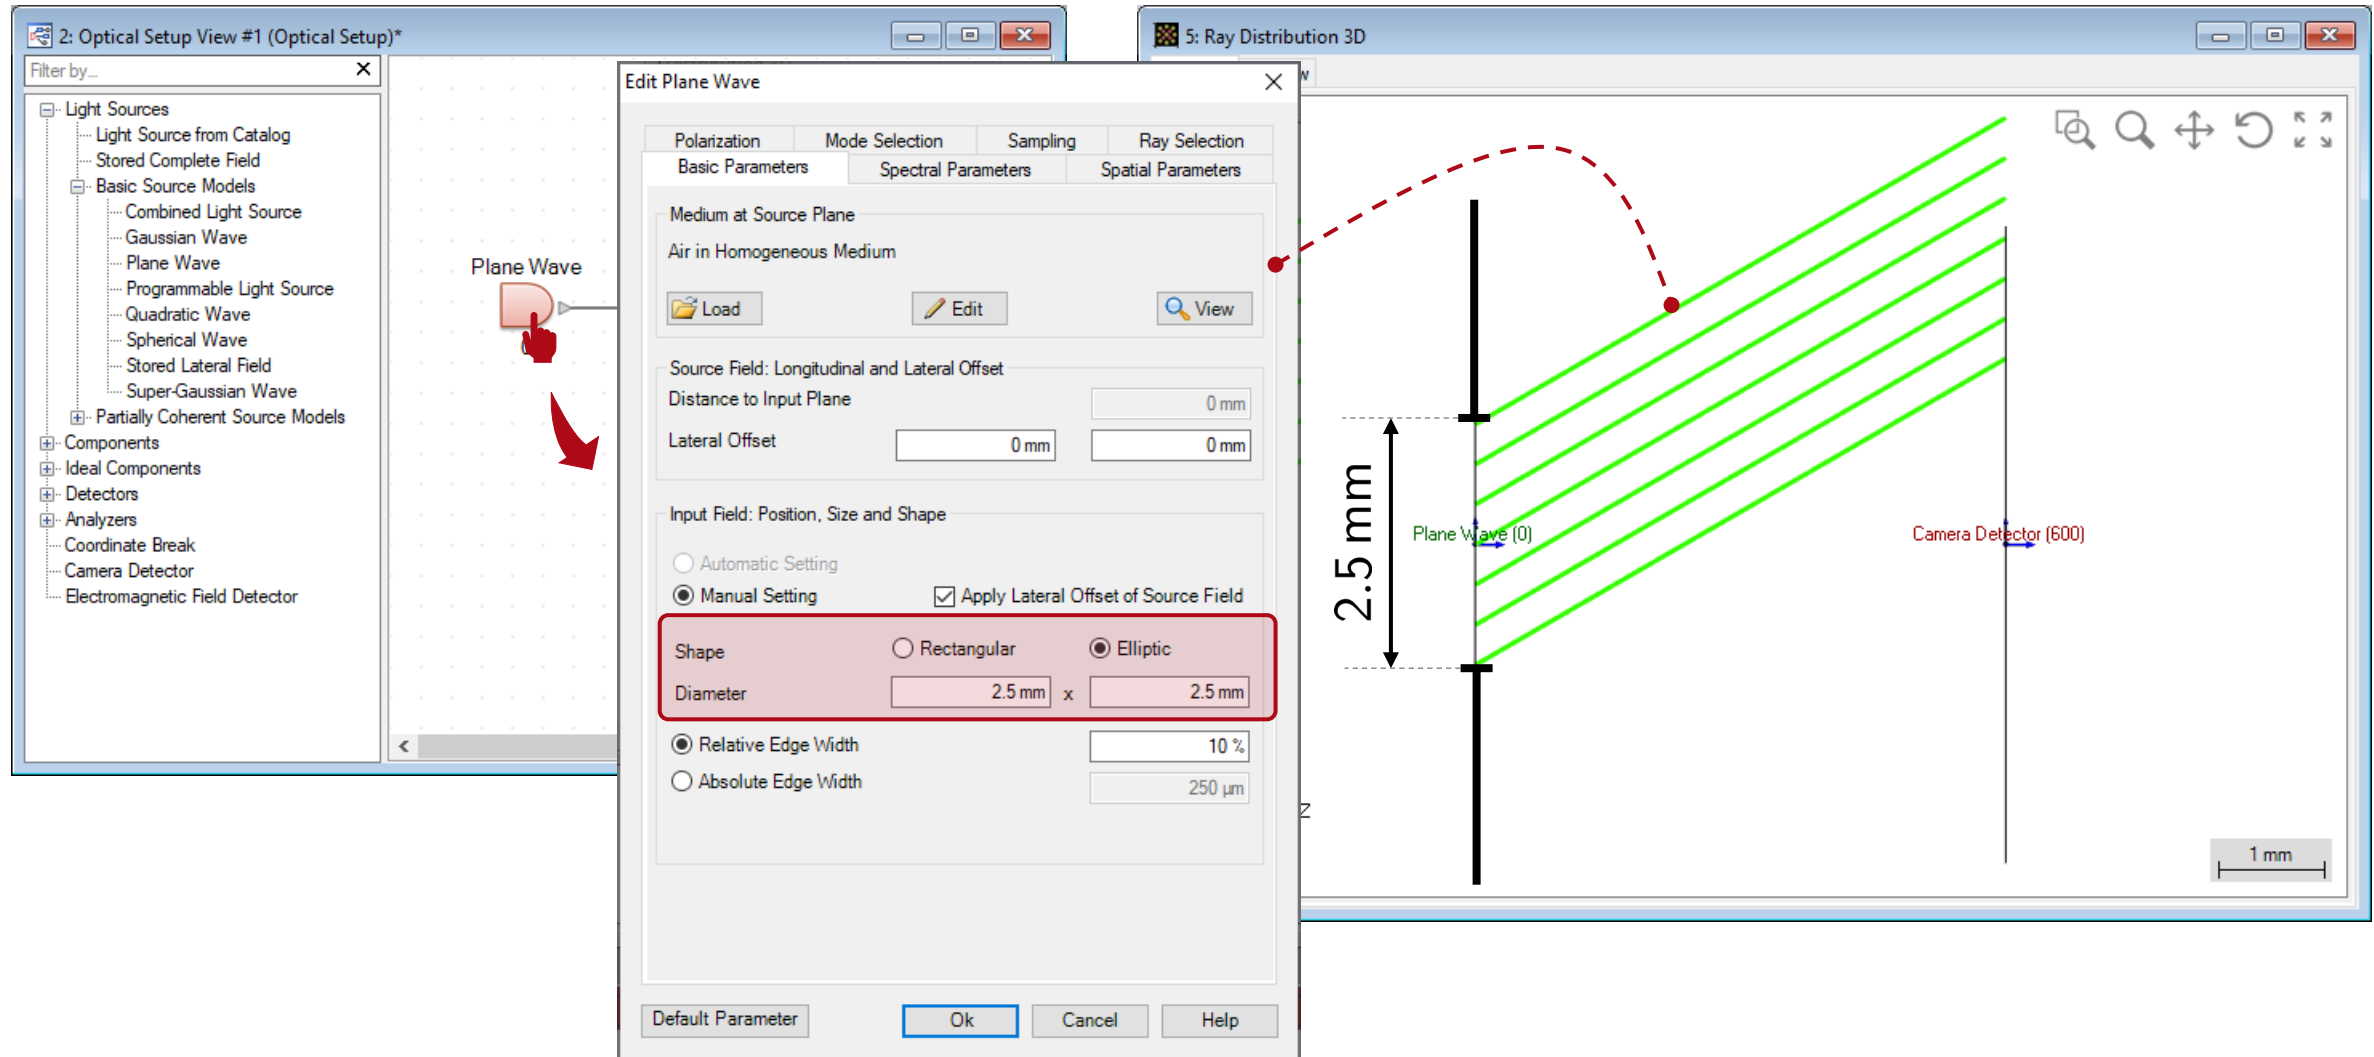 2: Optical Setup View #1 (Optical Setup)*
Filter by...
Light Sources
Light Source from Catalog
Stored Complete Field
Basic Source Models
Combined Light Source
Gaussian Wave
Plane Wave
Programmable Light Source
Quadratic Wave
Spherical Wave
Stored Lateral Field
Super-Gaussian Wave
Partially Coherent Source Models
Components
Ideal Components
Detectors
Analyzers
Coordinate Break
Camera Detector
Electromagnetic Field Detector
Plane Wave
Edit Plane Wave
Polarization Mode Selection Sampling Ray Selection
Basic Parameters Spectral Parameters Spatial Parameters
Medium at Source Plane
Air in Homogeneous Medium
Load Edit View
Source Field: Longitudinal and Lateral Offset
Distance to Input Plane 0 mm
Lateral Offset 0 mm 0 mm
Input Field: Position, Size and Shape
Automatic Setting
Manual Setting Apply Lateral Offset of Source Field
Shape Rectangular Elliptic
Diameter 2.5 mm x 2.5 mm
Relative Edge Width 10 %
Absolute Edge Width 250 µm
Default Parameter Ok Cancel Help
5: Ray Distribution 3D
w
2.5 mm
Plane Wave (0)
Camera Detector (600)
Z
1 mm